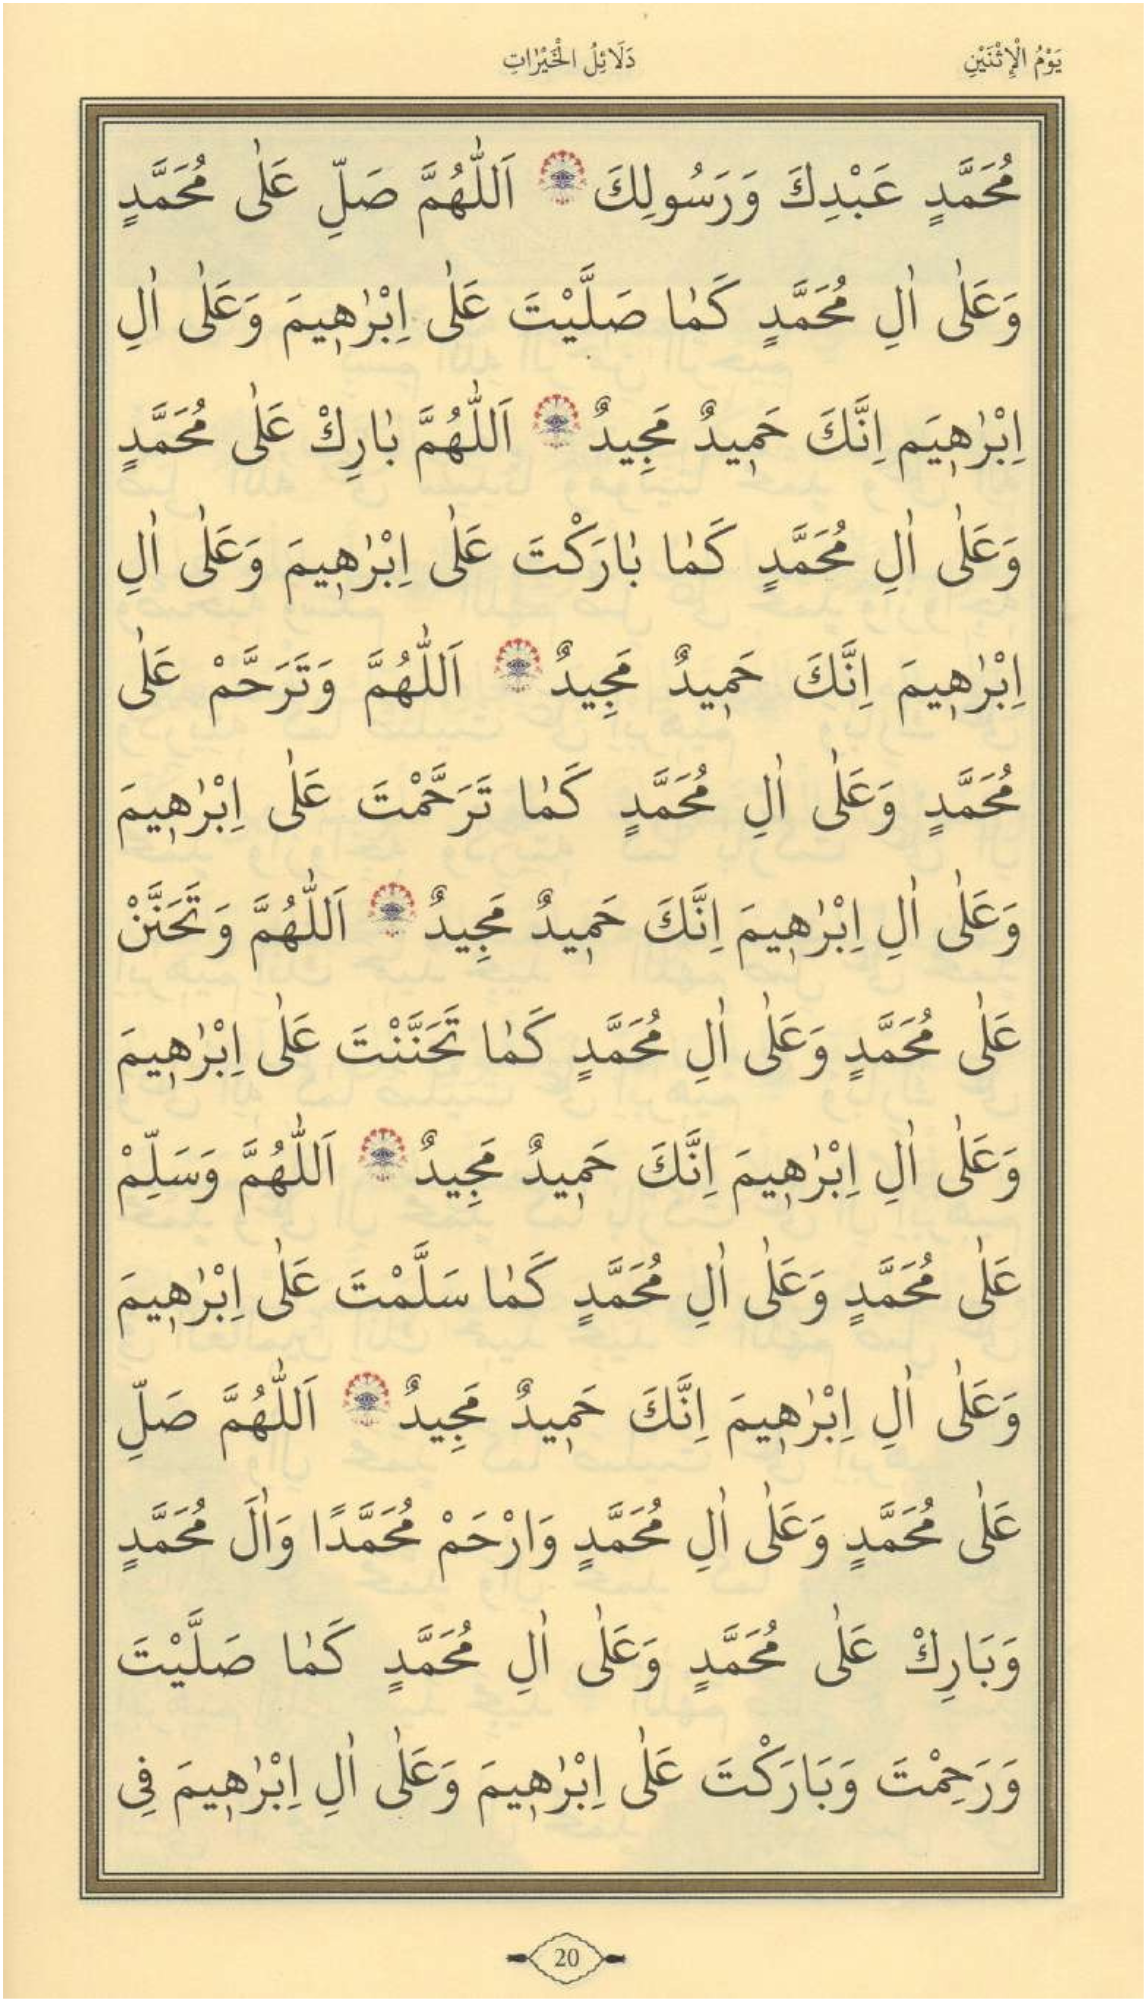 يَوْمُ الْإِثْنَيْنِ
دَلَائِلُ الْخَيْرَاتِ
مُحَمَّدٍ عَبْدِكَ وَرَسُولِكَ اَللّٰهُمَّ صَلِّ عَلٰى مُحَمَّدٍ
وَعَلٰى اٰلِ مُحَمَّدٍ كَمٰا صَلَّيْتَ عَلٰى اِبْرٰهٖيمَ وَعَلٰى اٰلِ
اِبْرٰهٖيَم اِنَّكَ حَمٖيدٌ مَجِيدٌ اَللّٰهُمَّ بٰارِكْ عَلٰى مُحَمَّدٍ
وَعَلٰى اٰلِ مُحَمَّدٍ كَمٰا بٰارَكْتَ عَلٰى اِبْرٰهٖيمَ وَعَلٰى اٰلِ
اِبْرٰهٖيمَ اِنَّكَ حَمٖيدٌ مَجِيدٌ اَللّٰهُمَّ وَتَرَحَّمْ عَلٰى
مُحَمَّدٍ وَعَلٰى اٰلِ مُحَمَّدٍ كَمٰا تَرَحَّمْتَ عَلٰى اِبْرٰهٖيمَ
وَعَلٰى اٰلِ اِبْرٰهٖيمَ اِنَّكَ حَمٖيدٌ مَجِيدٌ اَللّٰهُمَّ وَتَحَنَّنْ
عَلٰى مُحَمَّدٍ وَعَلٰى اٰلِ مُحَمَّدٍ كَمٰا تَحَنَّنْتَ عَلٰى اِبْرٰهٖيمَ
وَعَلٰى اٰلِ اِبْرٰهٖيمَ اِنَّكَ حَمٖيدٌ مَجِيدٌ اَللّٰهُمَّ وَسَلِّمْ
عَلٰى مُحَمَّدٍ وَعَلٰى اٰلِ مُحَمَّدٍ كَمٰا سَلَّمْتَ عَلٰى اِبْرٰهٖيمَ
وَعَلٰى اٰلِ اِبْرٰهٖيمَ اِنَّكَ حَمٖيدٌ مَجِيدٌ اَللّٰهُمَّ صَلِّ
عَلٰى مُحَمَّدٍ وَعَلٰى اٰلِ مُحَمَّدٍ وَارْحَمْ مُحَمَّدًا وَاٰلَ مُحَمَّدٍ
وَبَارِكْ عَلٰى مُحَمَّدٍ وَعَلٰى اٰلِ مُحَمَّدٍ كَمٰا صَلَّيْتَ
وَرَحِمْتَ وَبَارَكْتَ عَلٰى اِبْرٰهٖيمَ وَعَلٰى اٰلِ اِبْرٰهٖيمَ فِي
20